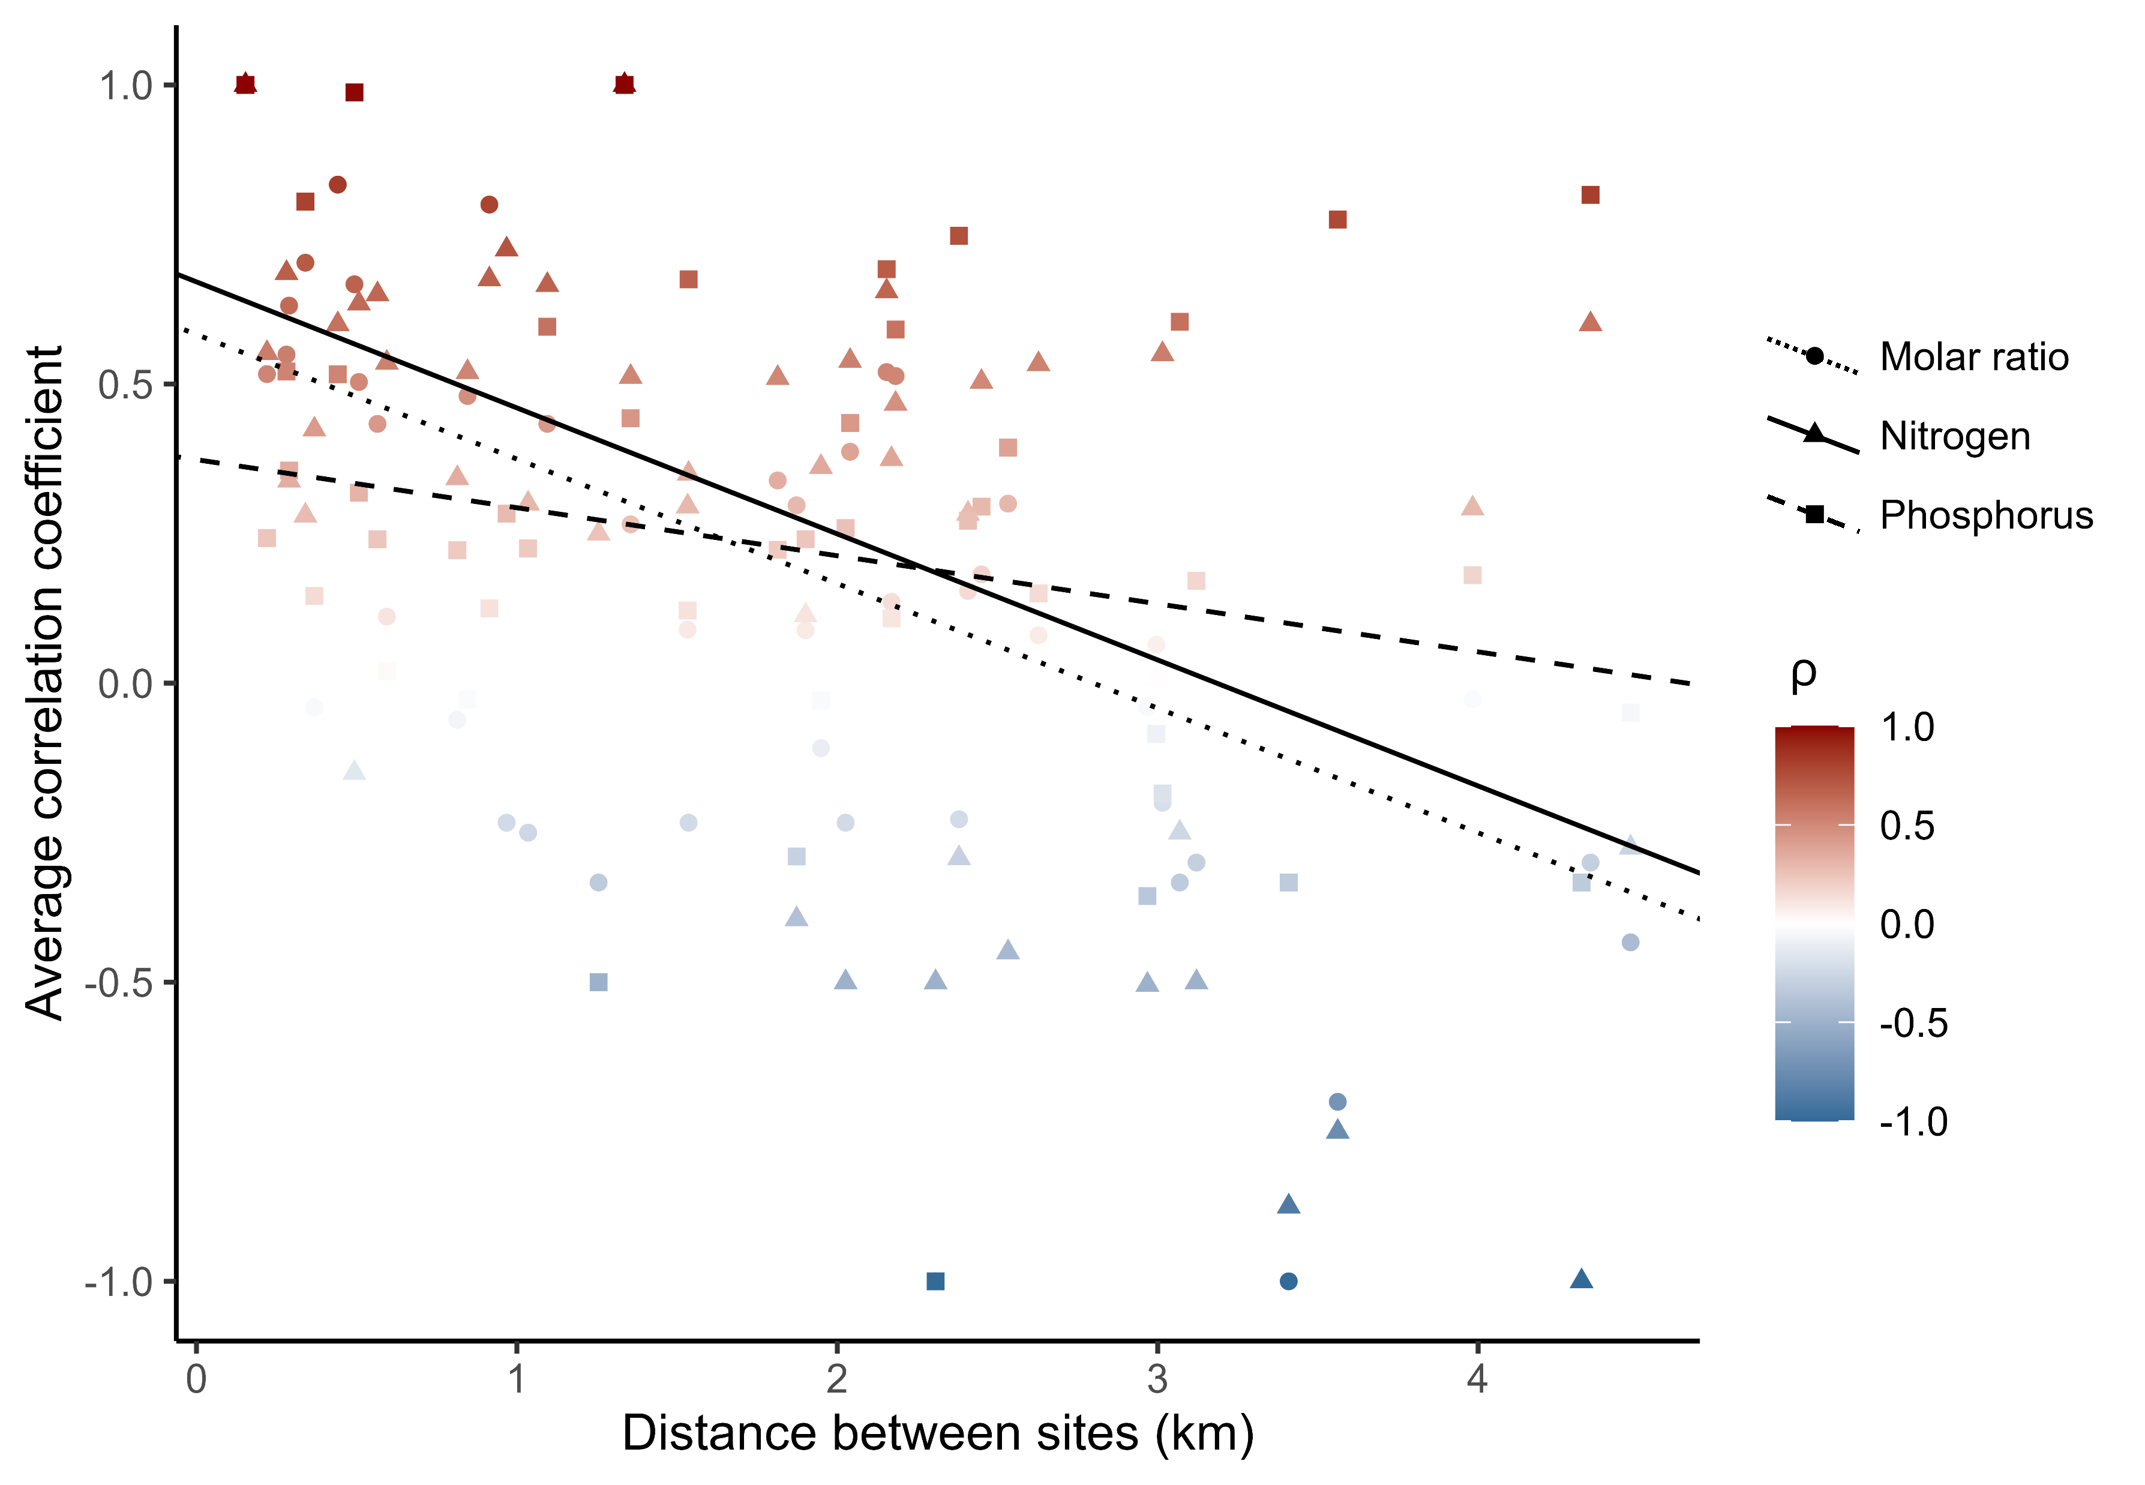 Average correlation coefficient
1.0
0.5
0.0
-0.5
-1.0
0
1
2
3
4
Distance between sites (km)
Molar ratio
Nitrogen
Phosphorus
ρ
1.0
0.5
0.0
-0.5
-1.0